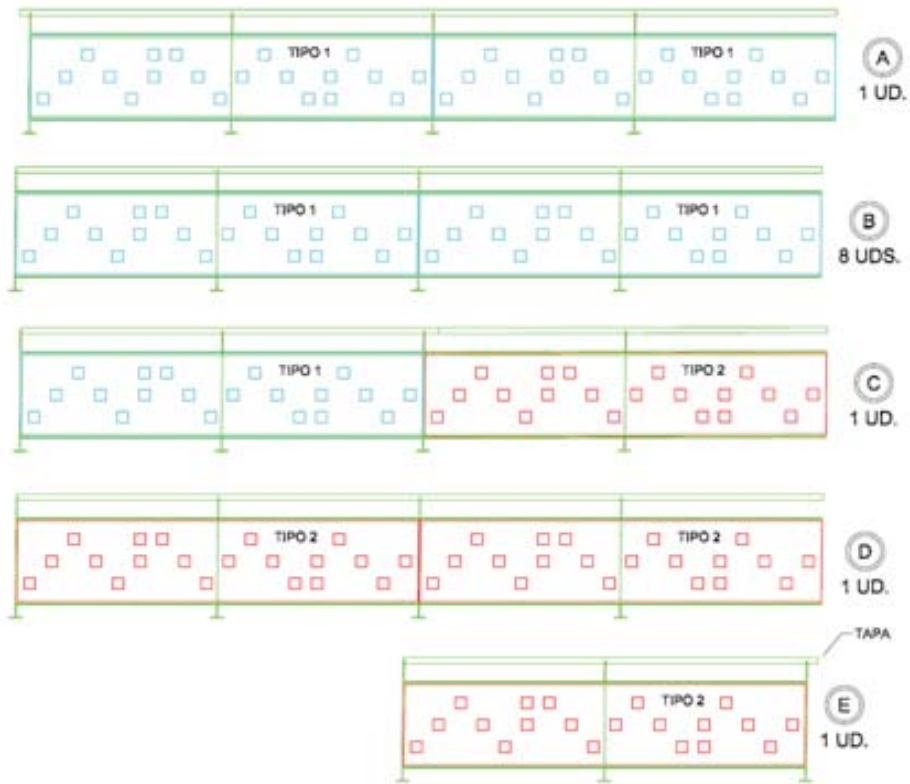 TIPO 1
TIPO 1
A
1 UD.
TIPO 1
TIPO 1
B
8 UDS.
TIPO 1
TIPO 2
C
1 UD.
TIPO 2
TIPO 2
D
1 UD.
TAPA
TIPO 2
E
1 UD.